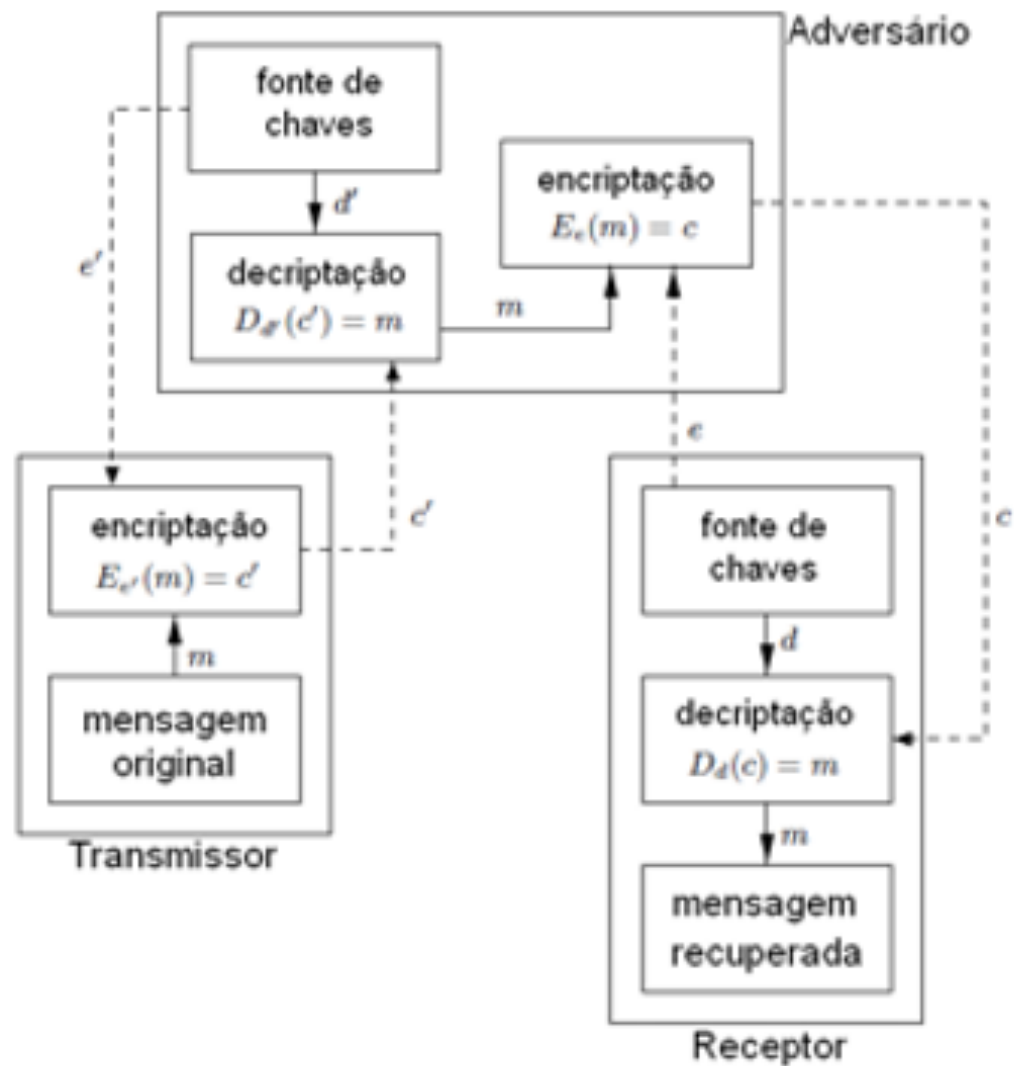 Adversário
fonte de
chaves
d'
e'
encriptação
E_e(m) = c
decriptação
D_d'(c') = m
m
e
c'
c
encriptação
E_e'(m) = c'
m
mensagem
original
Transmissor
fonte de
chaves
d
decriptação
D_d(c) = m
m
mensagem
recuperada
Receptor